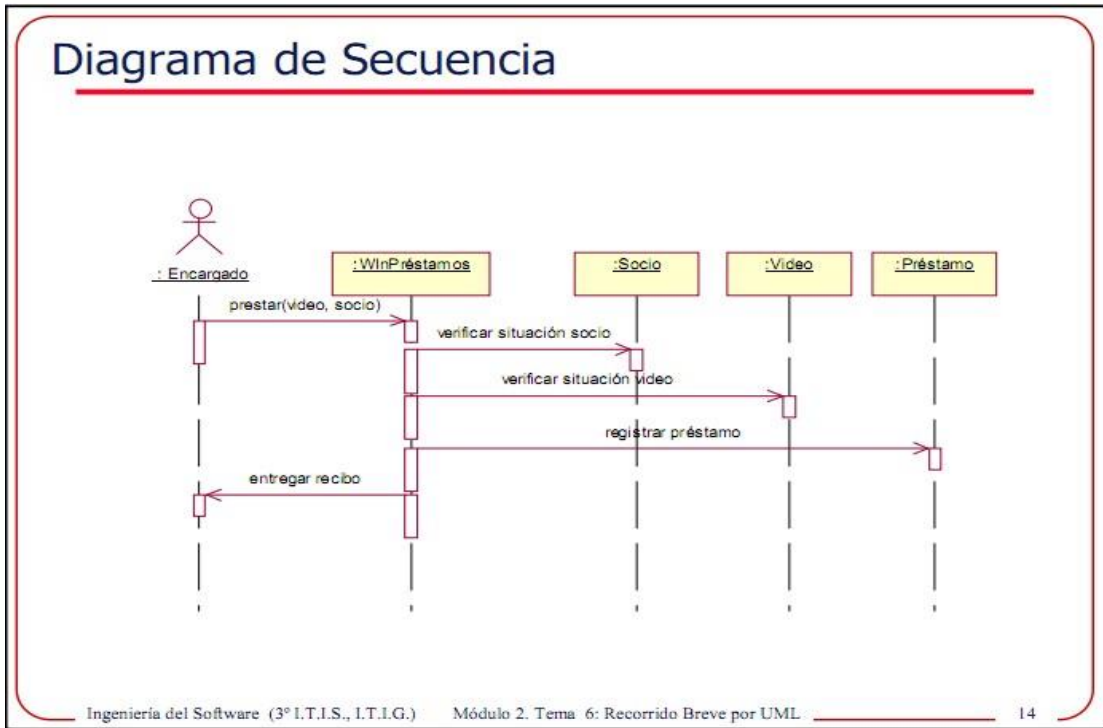 Diagrama de Secuencia
: Encargado
:WInPréstamos
:Socio
:Video
:Préstamo
prestar(video, socio)
verificar situación socio
verificar situación video
registrar préstamo
entregar recibo
Ingeniería del Software (3º I.T.I.S., I.T.I.G.) Módulo 2. Tema 6: Recorrido Breve por UML 14